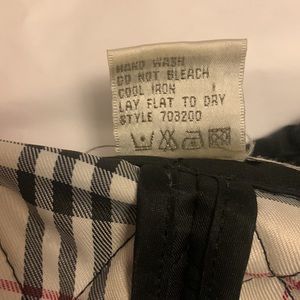 HAND WASH
DO NOT BLEACH
COOL IRON
LAY FLAT TO DRY
STYLE 703200